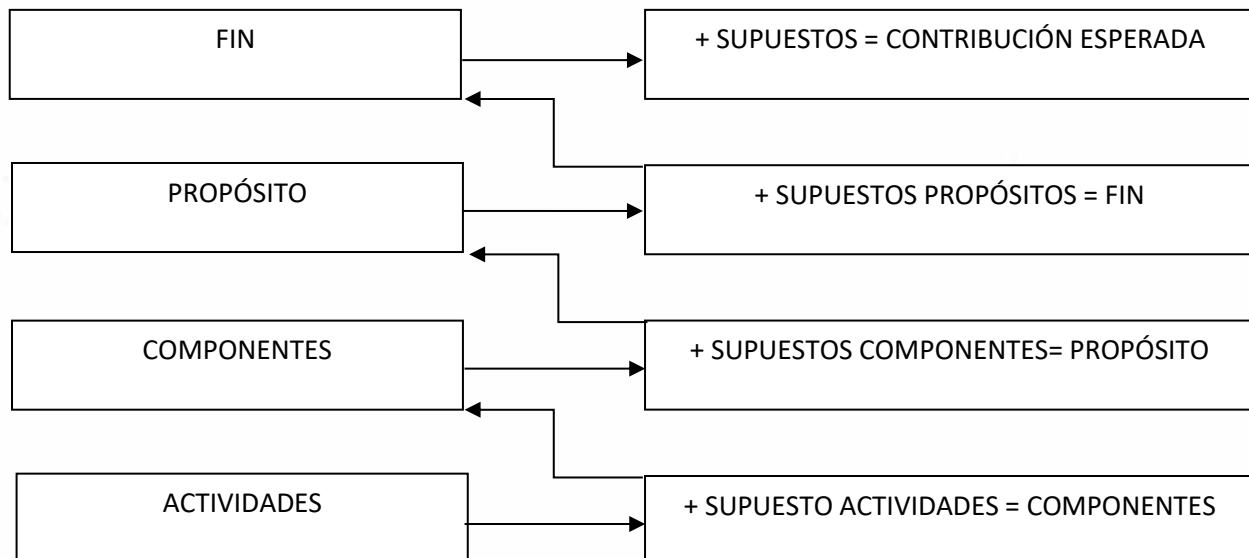 FIN
+ SUPUESTOS = CONTRIBUCIÓN ESPERADA
PROPÓSITO
+ SUPUESTOS PROPÓSITOS = FIN
COMPONENTES
+ SUPUESTOS COMPONENTES= PROPÓSITO
ACTIVIDADES
+ SUPUESTO ACTIVIDADES = COMPONENTES